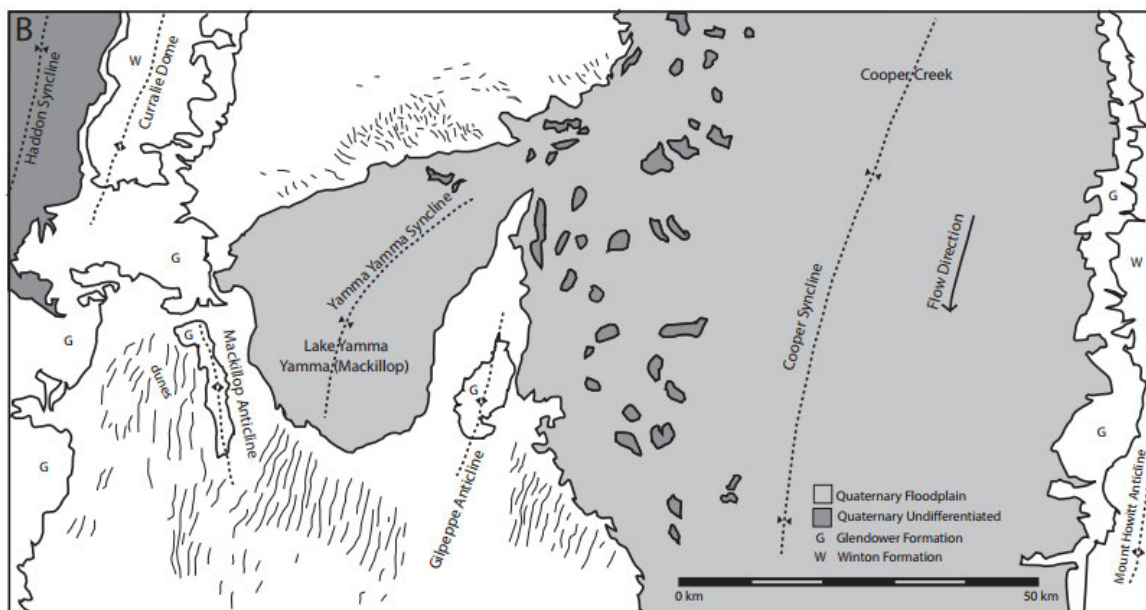 B
Haddon Syncline
W
Curralie Dome
Cooper Creek
G
Yamma Yamma Syncline
G
Flow Direction
W
Cooper Syncline
G
G
Mackillop Anticline
Lake Yamma
Yamma (Mackillop)
dunes
G
G
G
Gilpeppe Anticline
Mount Howitt Anticline
Quaternary Floodplain
Quaternary Undifferentiated
G Glendower Formation
W Winton Formation
0 km
50 km